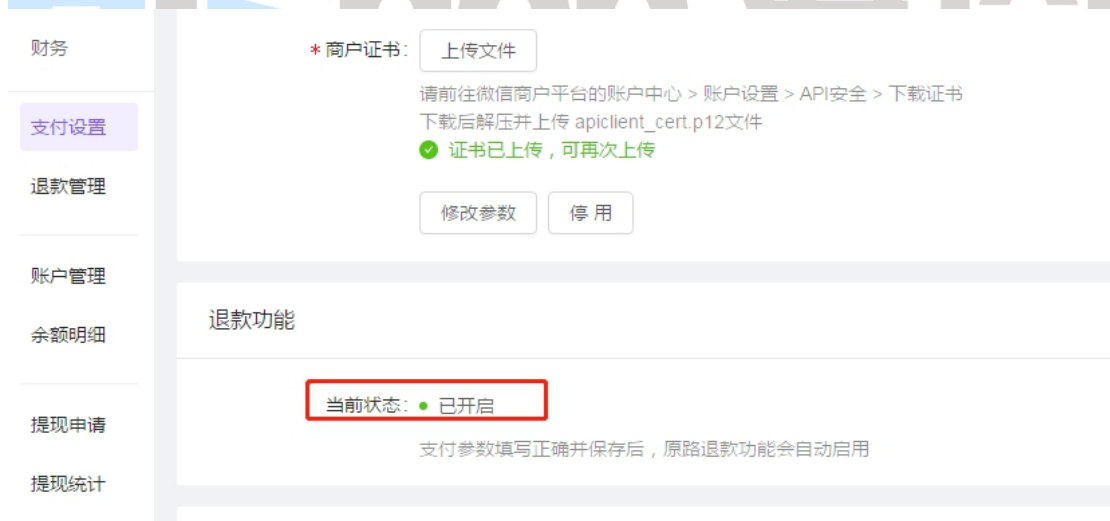 财务
支付设置
退款管理
账户管理
余额明细
提现申请
提现统计
*商户证书: 上传文件
请前往微信商户平台的账户中心 > 账户设置 > API安全 > 下载证书
下载后解压并上传 apiclient_cert.p12文件
证书已上传，可再次上传
修改参数 停用
退款功能
当前状态: 已开启
支付参数填写正确并保存后，原路退款功能会自动启用